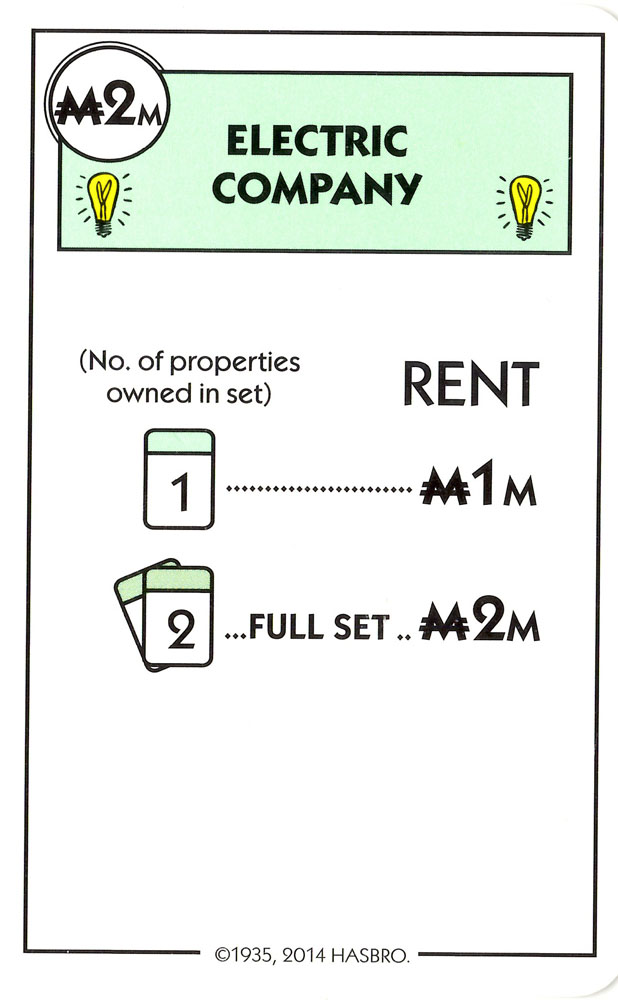 ₩2M
ELECTRIC
COMPANY
(No. of properties
owned in set)
RENT
1 ........................ ₩1M
2 ...FULL SET .. ₩2M
©1935, 2014 HASBRO.